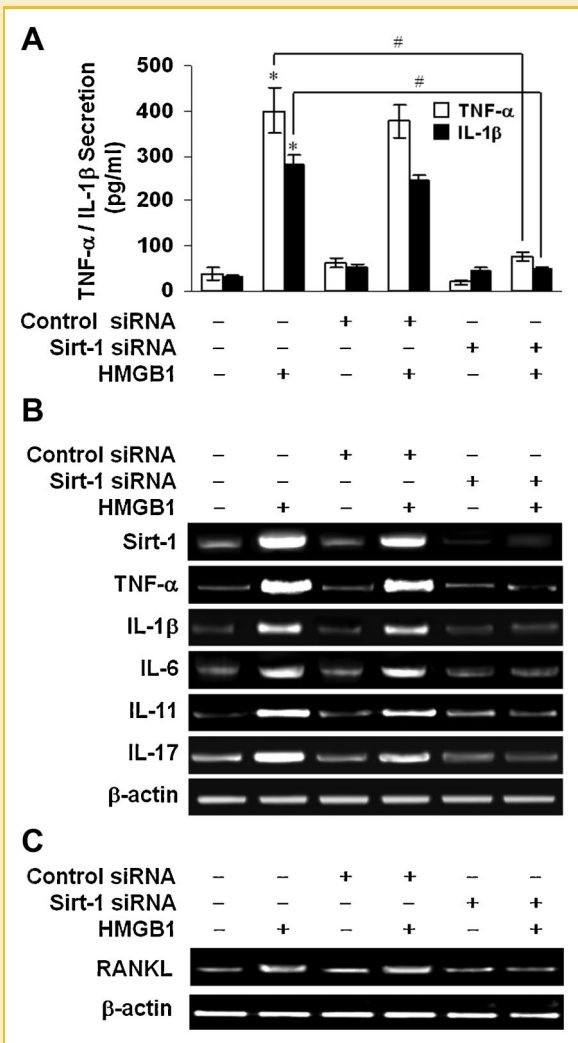 A
#
#
*
*
TNF-α / IL-1β Secretion
(pg/ml)
500
400
300
200
100
0
TNF-α
IL-1β
Control siRNA – – + + – –
Sirt-1 siRNA – – – – + +
HMGB1 – + – + – +
B
Control siRNA – – + + – –
Sirt-1 siRNA – – – – + +
HMGB1 – + – + – +
Sirt-1
TNF-α
IL-1β
IL-6
IL-11
IL-17
β-actin
C
Control siRNA – – + + – –
Sirt-1 siRNA – – – – + +
HMGB1 – + – + – +
RANKL
β-actin